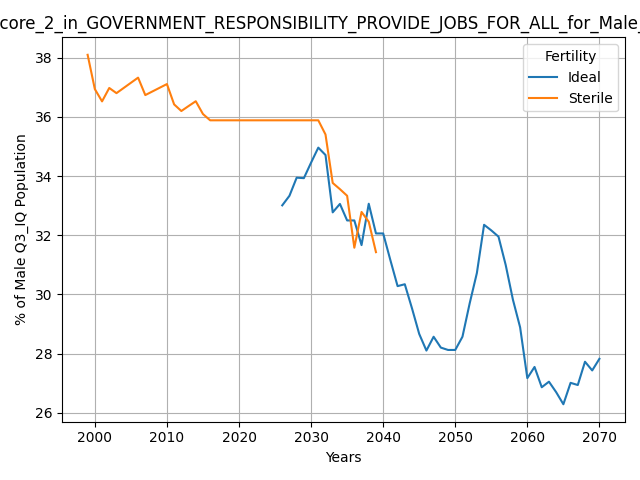 core_2_in_GOVERNMENT_RESPONSIBILITY_PROVIDE_JOBS_FOR_ALL_for_Male_
Fertility
Ideal
Sterile
% of Male Q3_IQ Population
38
36
34
32
30
28
26
2000 2010 2020 2030 2040 2050 2060 2070
Years